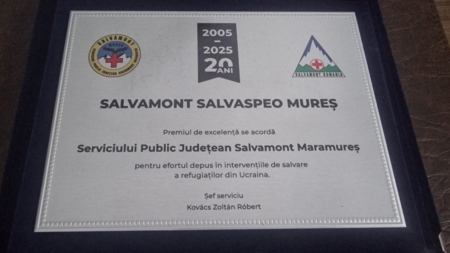 SALVAMONT
2005
–
2025
20
ANI
SALVAMONT ROMANIA
SALVAMONT SALVASPEO MUREȘ
Premiul de excelență se acordă
Serviciului Public Județean Salvamont Maramureș
pentru efortul depus în intervențiile de salvare
a refugiaților din Ucraina.
Șef serviciu
Kovács Zoltán Róbert